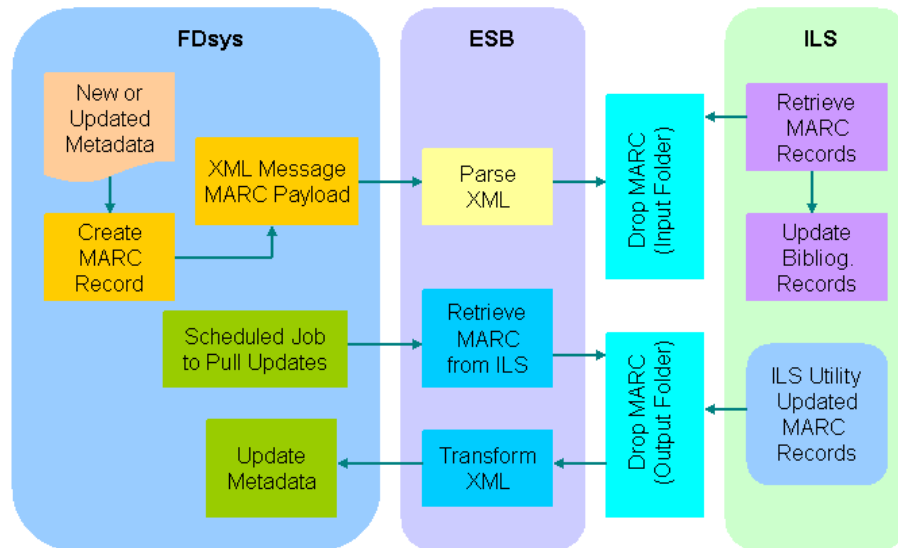 FDsys
ESB
ILS
New or
Updated
Metadata
XML Message
MARC Payload
Create
MARC
Record
Parse
XML
Drop MARC
(Input Folder)
Retrieve
MARC
Records
Update
Bibliog.
Records
Scheduled Job
to Pull Updates
Retrieve
MARC
from ILS
Drop MARC
(Output Folder)
ILS Utility
Updated
MARC
Records
Update
Metadata
Transform
XML